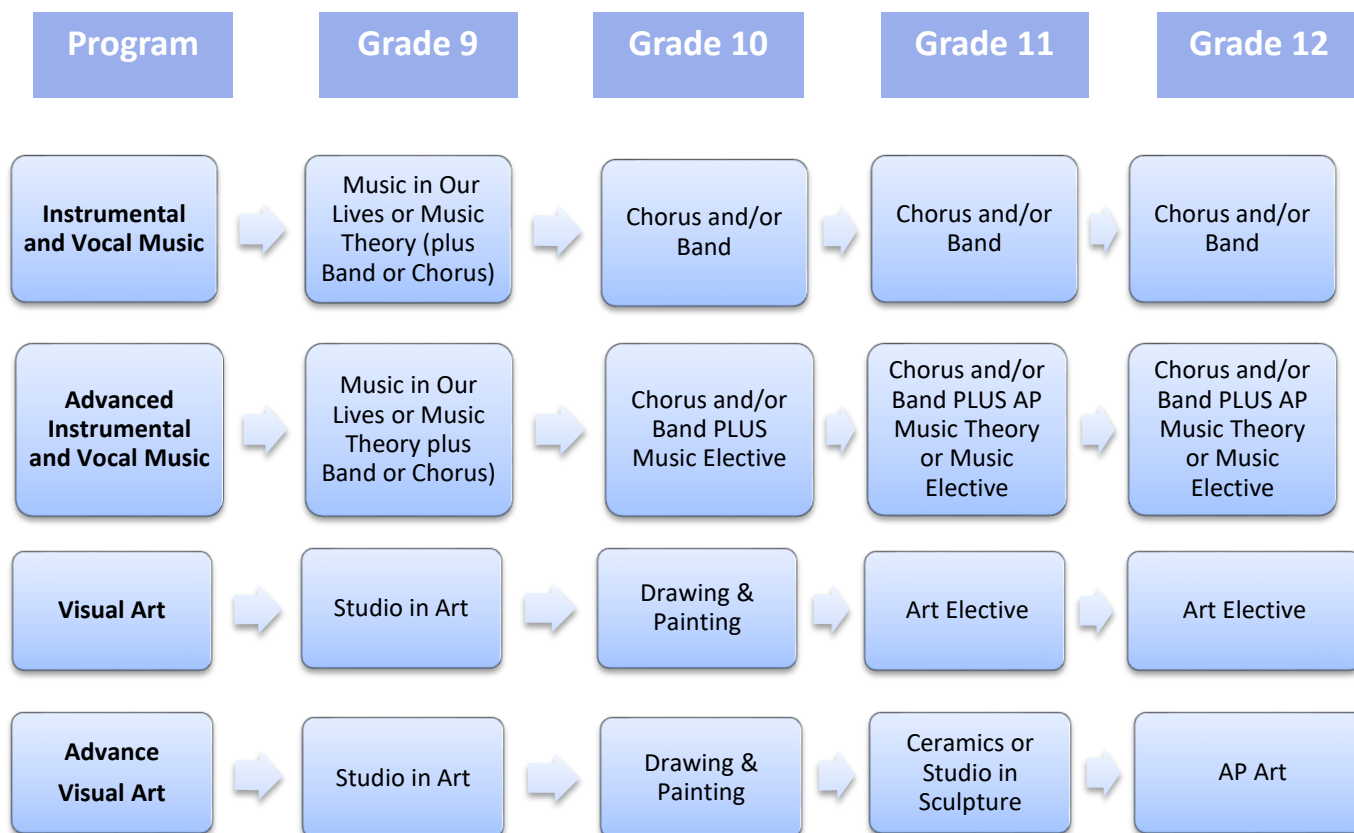 Program
Grade 9
Grade 10
Grade 11
Grade 12
Instrumental
and Vocal Music
Music in Our
Lives or Music
Theory (plus
Band or Chorus)
Chorus and/or
Band
Chorus and/or
Band
Chorus and/or
Band
Advanced
Instrumental
and Vocal Music
Music in Our
Lives or Music
Theory plus
Band or Chorus)
Chorus and/or
Band PLUS
Music Elective
Chorus and/or
Band PLUS AP
Music Theory
or Music
Elective
Chorus and/or
Band PLUS AP
Music Theory
or Music
Elective
Visual Art
Studio in Art
Drawing &
Painting
Art Elective
Art Elective
Advance
Visual Art
Studio in Art
Drawing &
Painting
Ceramics or
Studio in
Sculpture
AP Art